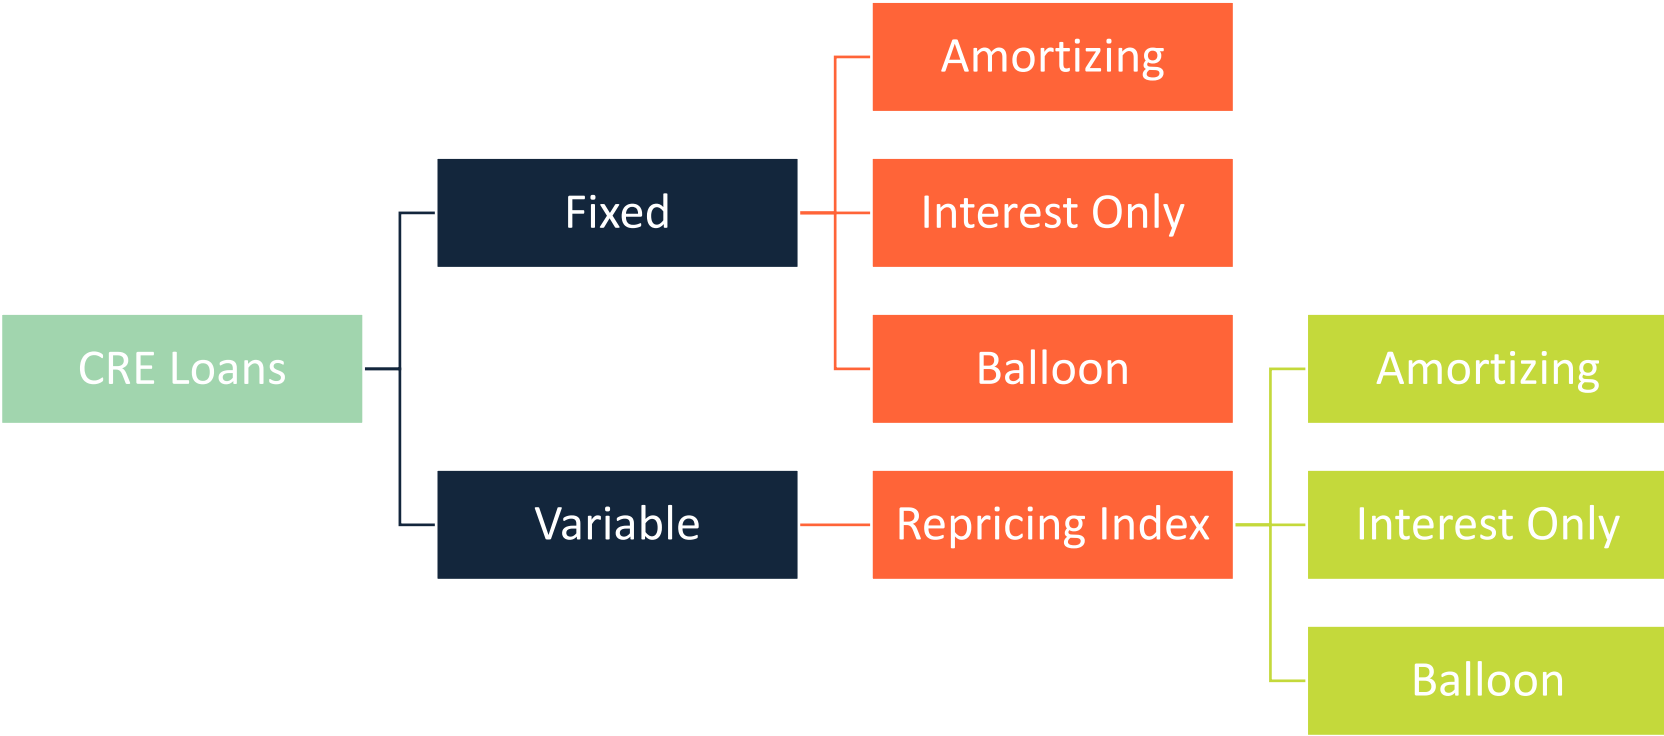 Amortizing
Fixed
Interest Only
CRE Loans
Balloon
Amortizing
Variable
Repricing Index
Interest Only
Balloon